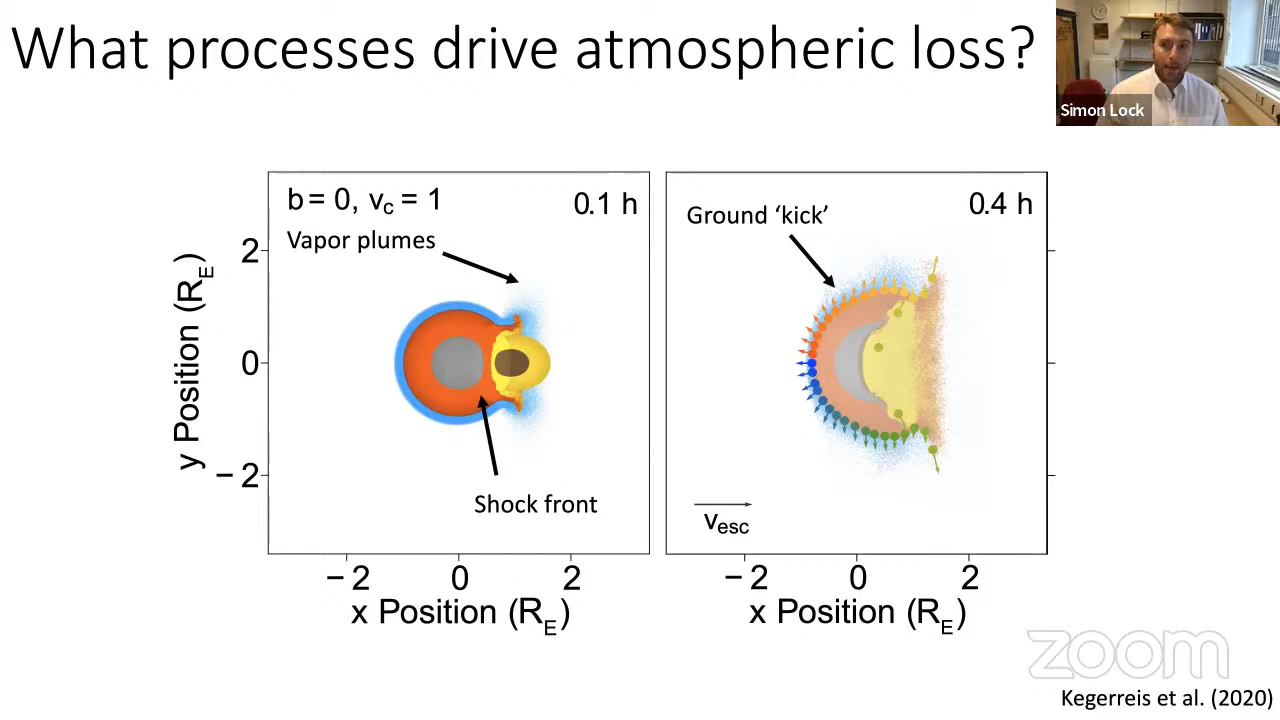 What processes drive atmospheric loss?
Simon Lock
b = 0, v_c = 1
0.1 h
Vapor plumes
Shock front
y Position (R_E)
2
0
−2
−2
0
2
x Position (R_E)
0.4 h
Ground ‘kick’
v_esc
−2
0
2
x Position (R_E)
zoom
Kegerreis et al. (2020)